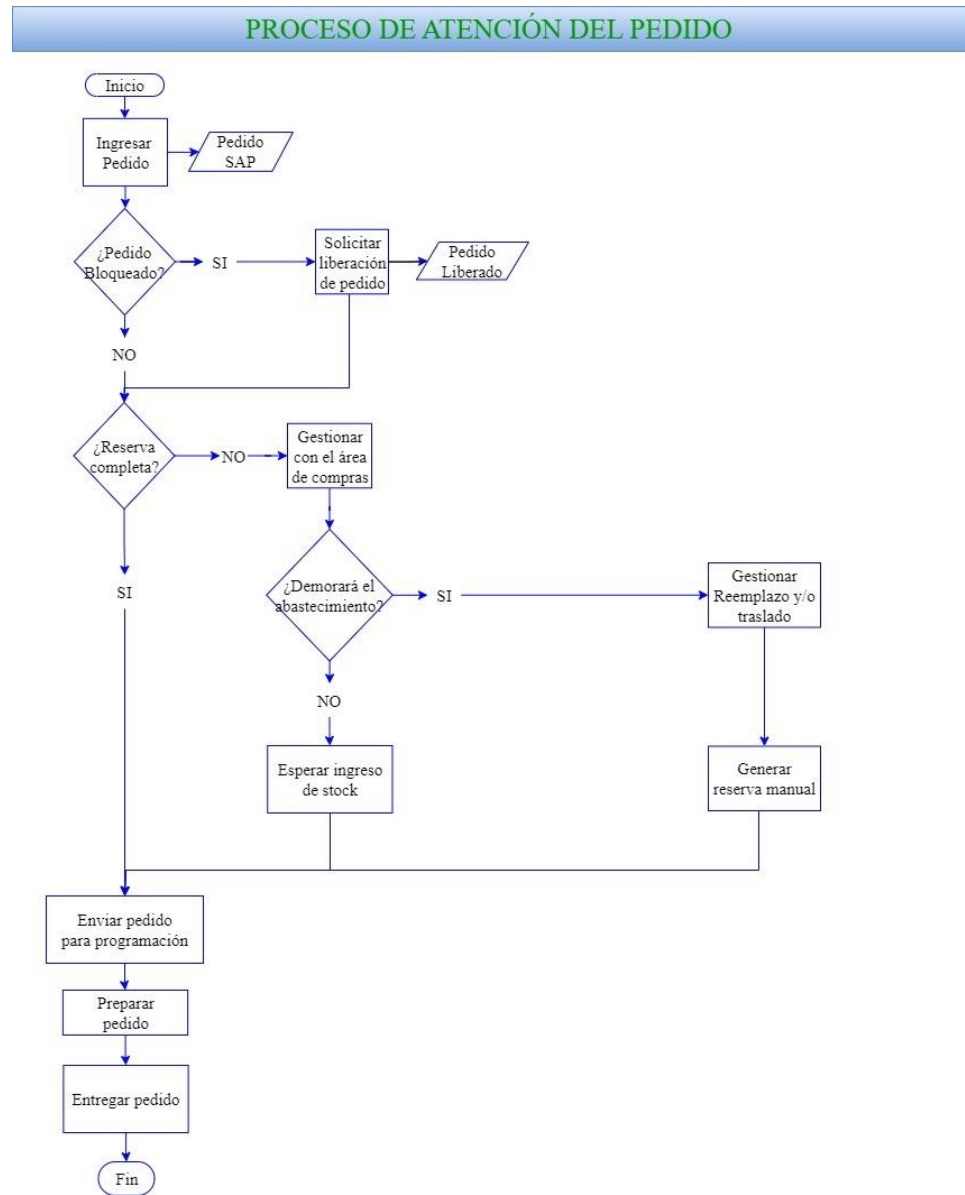 PROCESO DE ATENCIÓN DEL PEDIDO
Inicio
Ingresar
Pedido
Pedido
SAP
¿Pedido
Bloqueado?
SI
Solicitar
liberación
de pedido
Pedido
Liberado
NO
¿Reserva
completa?
NO
Gestionar
con el área
de compras
SI
¿Demorará el
abastecimiento?
SI
Gestionar
Reemplazo y/o
traslado
NO
Esperar ingreso
de stock
Generar
reserva manual
Enviar pedido
para programación
Preparar
pedido
Entregar pedido
Fin